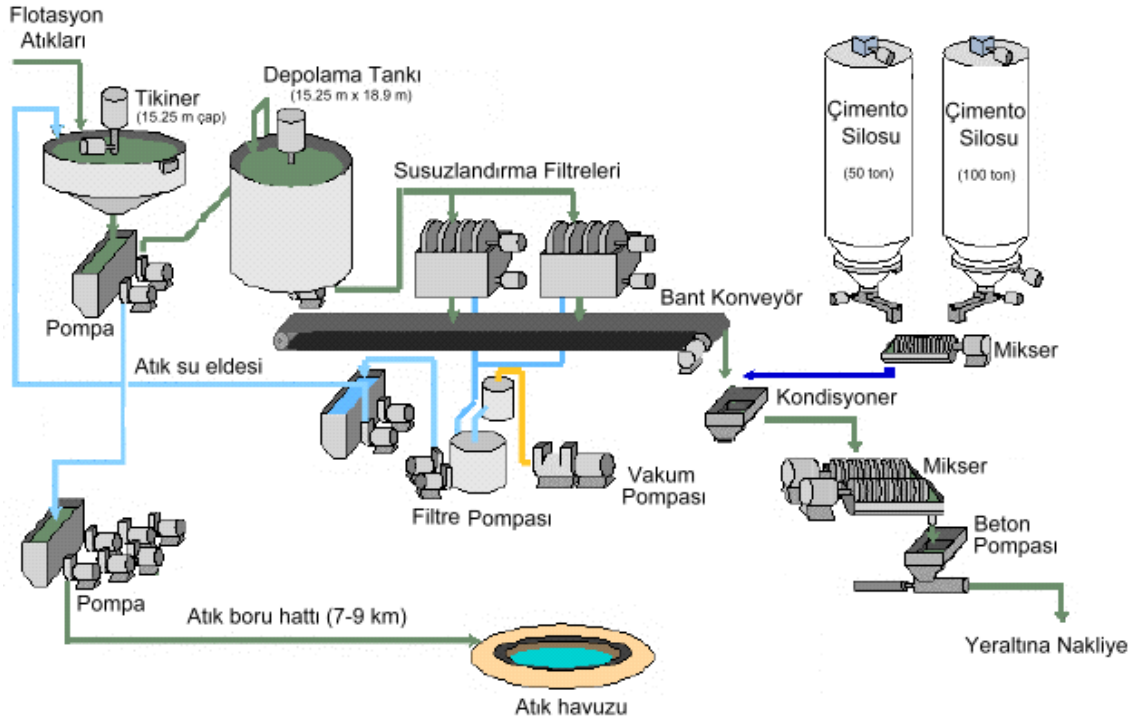 Flotasyon
Atıkları
Tikiner
(15.25 m çap)
Depolama Tankı
(15.25 m x 18.9 m)
Susuzlandırma Filtreleri
Çimento
Silosu
(50 ton)
Çimento
Silosu
(100 ton)
Pompa
Bant Konveyör
Mikser
Atık su eldesi
Kondisyoner
Mikser
Vakum
Pompası
Filtre Pompası
Beton
Pompası
Pompa
Atık boru hattı (7-9 km)
Yeraltına Nakliye
Atık havuzu